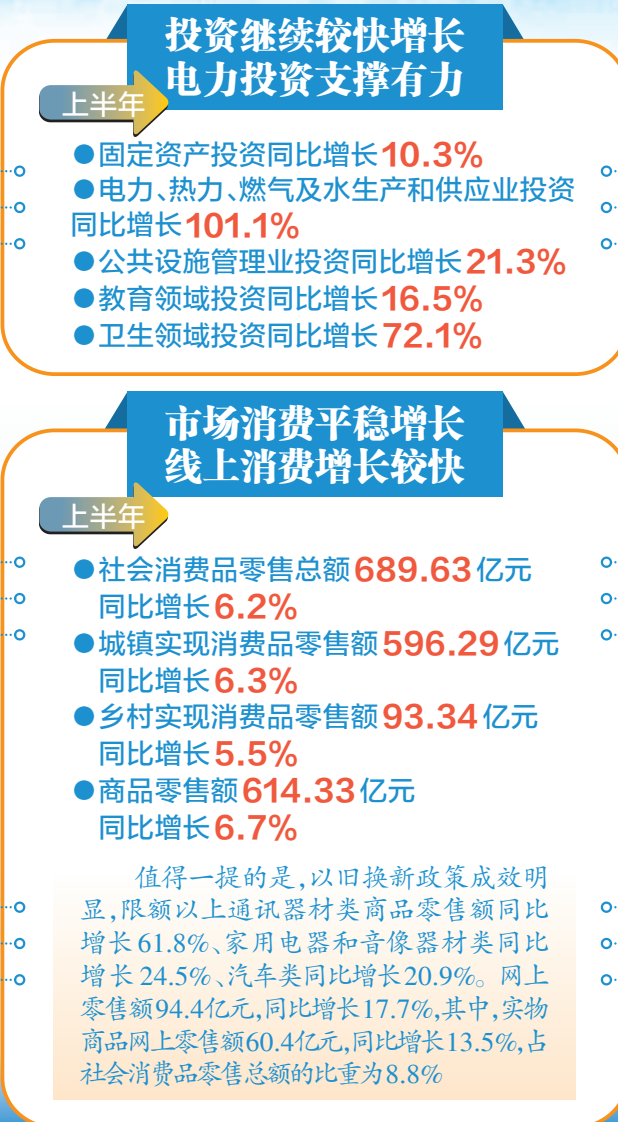 投资继续较快增长
电力投资支撑有力
上半年
●固定资产投资同比增长10.3%
●电力、热力、燃气及水生产和供应业投资
同比增长101.1%
●公共设施管理业投资同比增长21.3%
●教育领域投资同比增长16.5%
●卫生领域投资同比增长72.1%
市场消费平稳增长
线上消费增长较快
上半年
●社会消费品零售总额689.63亿元
同比增长6.2%
●城镇实现消费品零售额596.29亿元
同比增长6.3%
●乡村实现消费品零售额93.34亿元
同比增长5.5%
●商品零售额614.33亿元
同比增长6.7%
值得一提的是,以旧换新政策成效明
显,限额以上通讯器材类商品零售额同比
增长61.8%、家用电器和音像器材类同比
增长24.5%、汽车类同比增长20.9%。网上
零售额94.4亿元,同比增长17.7%,其中,实物
商品网上零售额60.4亿元,同比增长13.5%,占
社会消费品零售总额的比重为8.8%